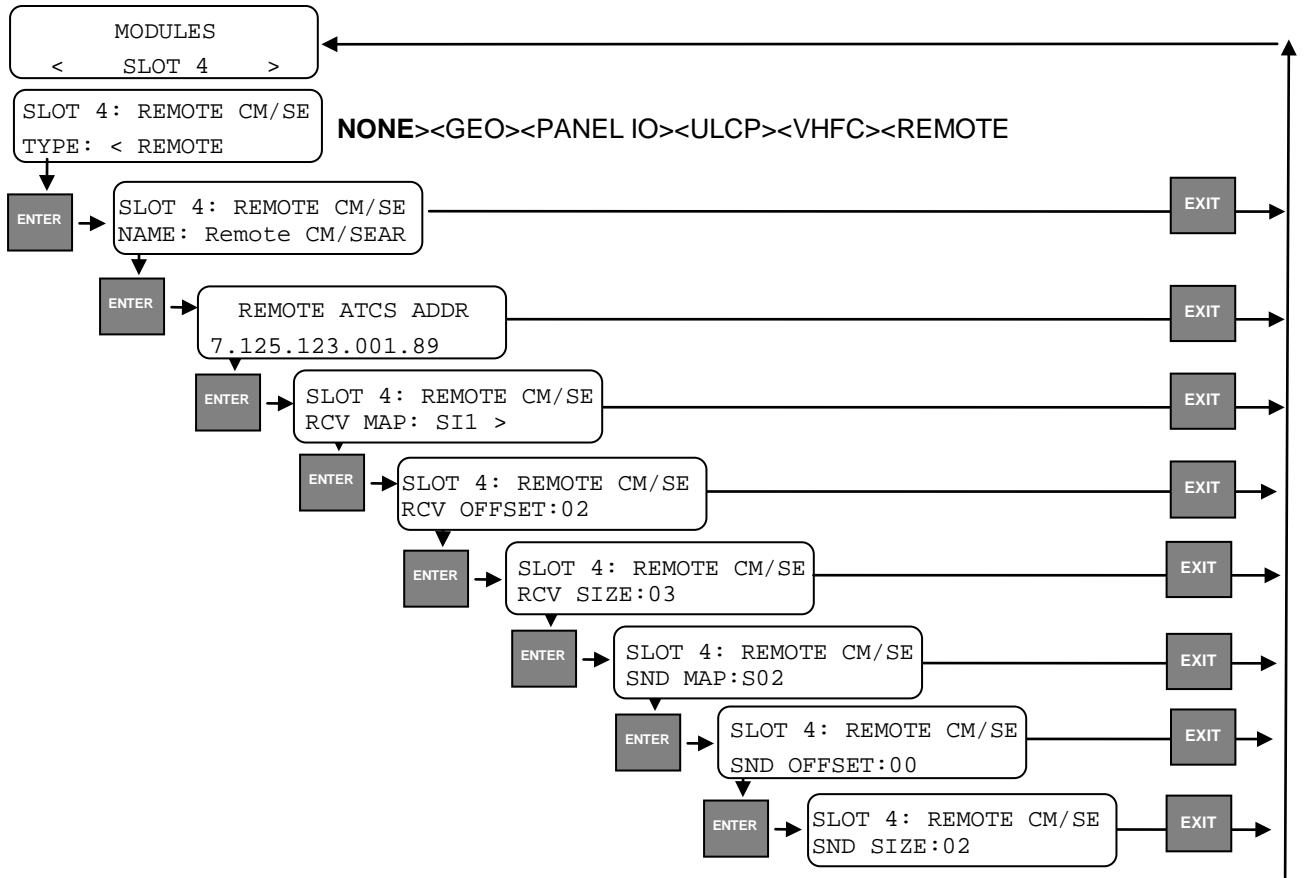 MODULES
< SLOT 4 >
SLOT 4: REMOTE CM/SE
TYPE: < REMOTE
NONE><GEO><PANEL IO><ULCP><VHFC><REMOTE
ENTER
SLOT 4: REMOTE CM/SE
NAME: Remote CM/SEAR
EXIT
ENTER
REMOTE ATCS ADDR
7.125.123.001.89
EXIT
ENTER
SLOT 4: REMOTE CM/SE
RCV MAP: SI1 >
EXIT
ENTER
SLOT 4: REMOTE CM/SE
RCV OFFSET:02
EXIT
ENTER
SLOT 4: REMOTE CM/SE
RCV SIZE:03
EXIT
ENTER
SLOT 4: REMOTE CM/SE
SND MAP:S02
EXIT
ENTER
SLOT 4: REMOTE CM/SE
SND OFFSET:00
EXIT
ENTER
SLOT 4: REMOTE CM/SE
SND SIZE:02
EXIT